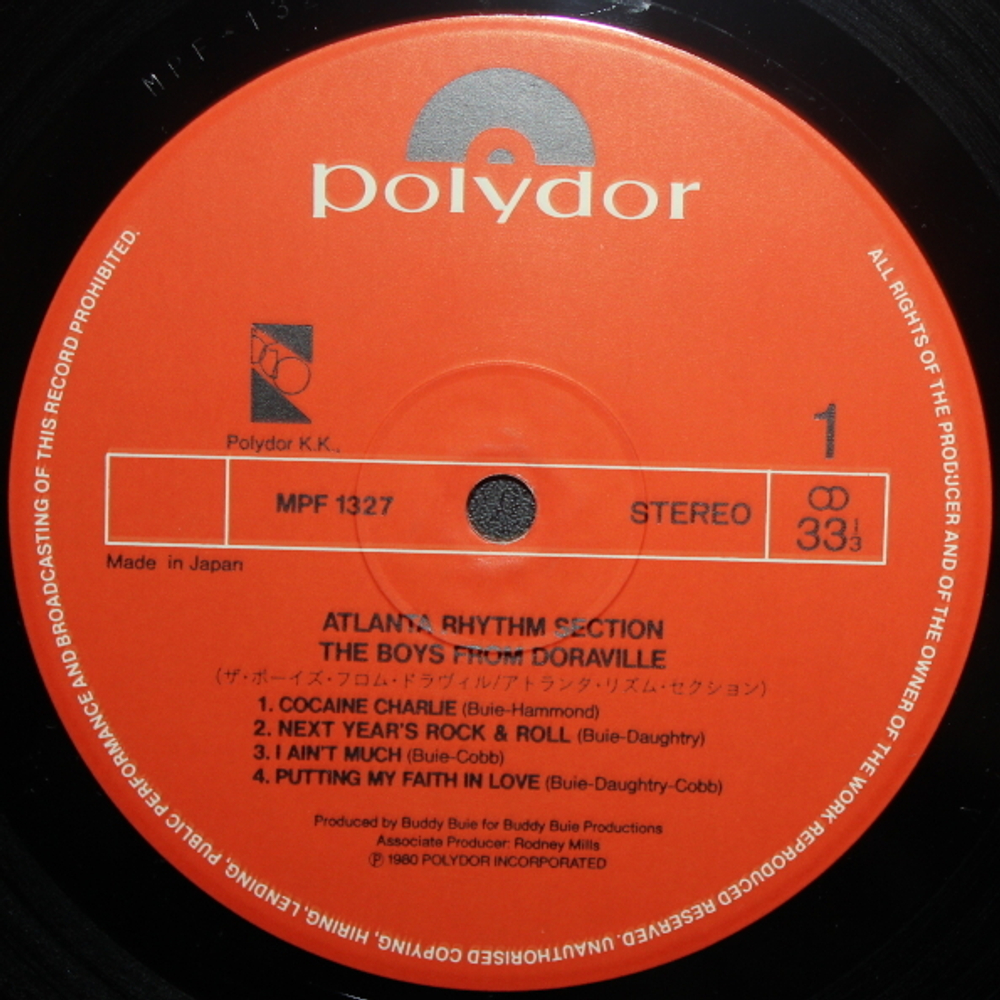 MPF-13
polydor
Polydor K.K.,
1
MPF 1327
STEREO
33 1/3
Made in Japan
ATLANTA RHYTHM SECTION
THE BOYS FROM DORAVILLE
(ザ・ボーイズ・フロム・ドラヴィル/アトランタ・リズム・セクション)
1. COCAINE CHARLIE (Buie-Hammond)
2. NEXT YEAR'S ROCK & ROLL (Buie-Daughtry)
3. I AIN'T MUCH (Buie-Cobb)
4. PUTTING MY FAITH IN LOVE (Buie-Daughtry-Cobb)
Produced by Buddy Buie for Buddy Buie Productions
Associate Producer: Rodney Mills
Ⓟ 1980 POLYDOR INCORPORATED
ALL RIGHTS OF THE PRODUCER AND OF THE OWNER OF THE WORK REPRODUCED RESERVED. UNAUTHORISED COPYING, HIRING, LENDING, PUBLIC PERFORMANCE AND BROADCASTING OF THIS RECORD PROHIBITED.